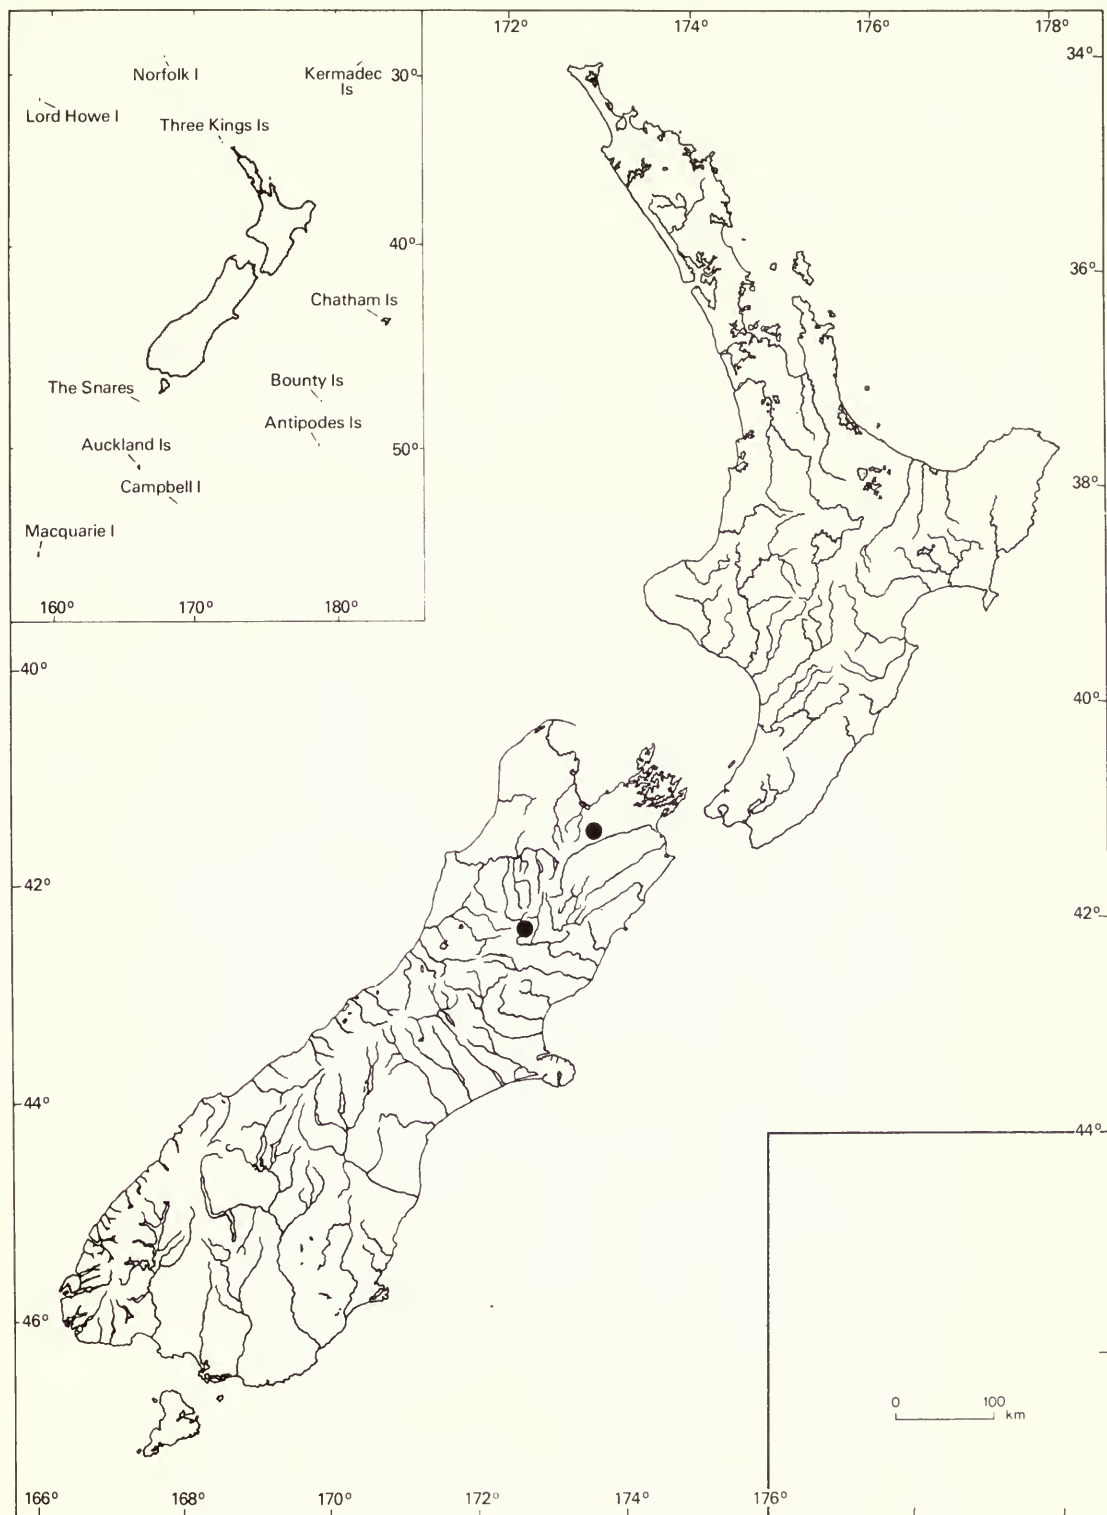 172° 174° 176° 178°
34°
Norfolk I
Kermadec Is
30°
Lord Howe I
Three Kings Is
40°
36°
Chatham Is
The Snares
Bounty Is
Antipodes Is
Auckland Is
50°
Campbell I
38°
Macquarie I
160° 170° 180°
40°
40°
42°
42°
44°
44°
46°
0 100
km
166° 168° 170° 172° 174° 176°